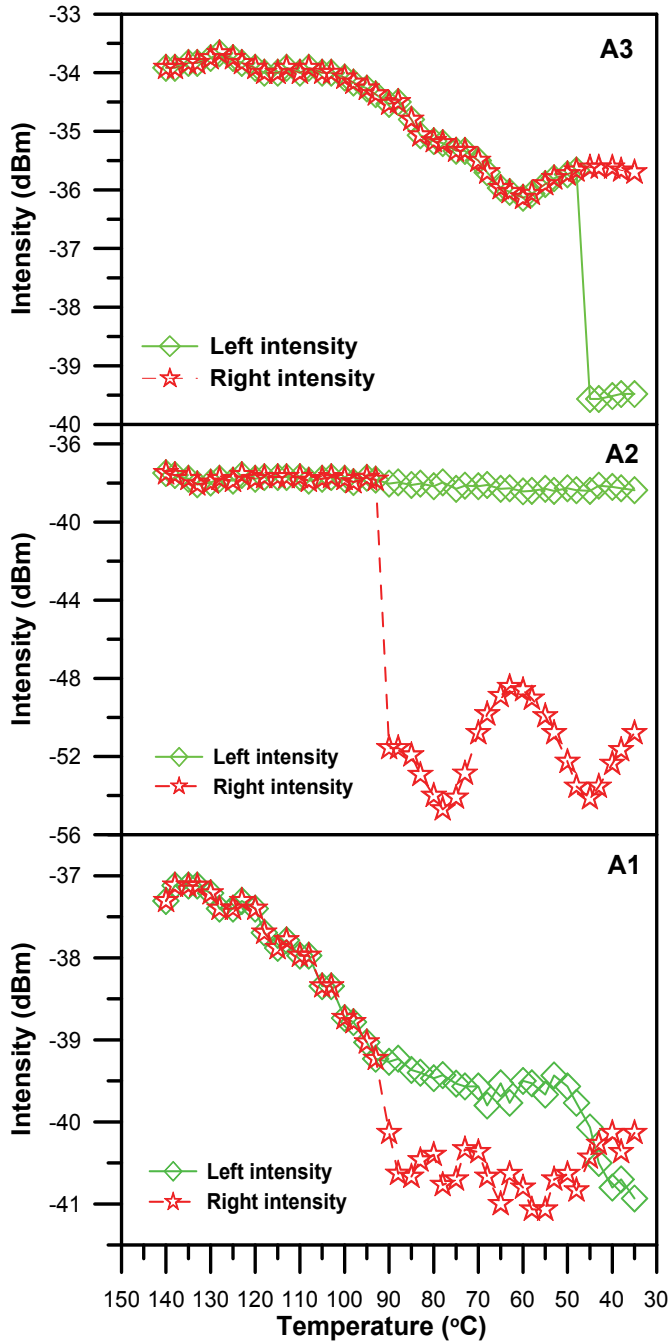 -33
-34
-35
-36
-37
-38
-39
-40
Intensity (dBm)
A3
Left intensity
Right intensity
-36
-40
-44
-48
-52
-56
Intensity (dBm)
A2
Left intensity
Right intensity
-37
-38
-39
-40
-41
Intensity (dBm)
A1
Left intensity
Right intensity
150 140 130 120 110 100 90 80 70 60 50 40 30
Temperature (ºC)